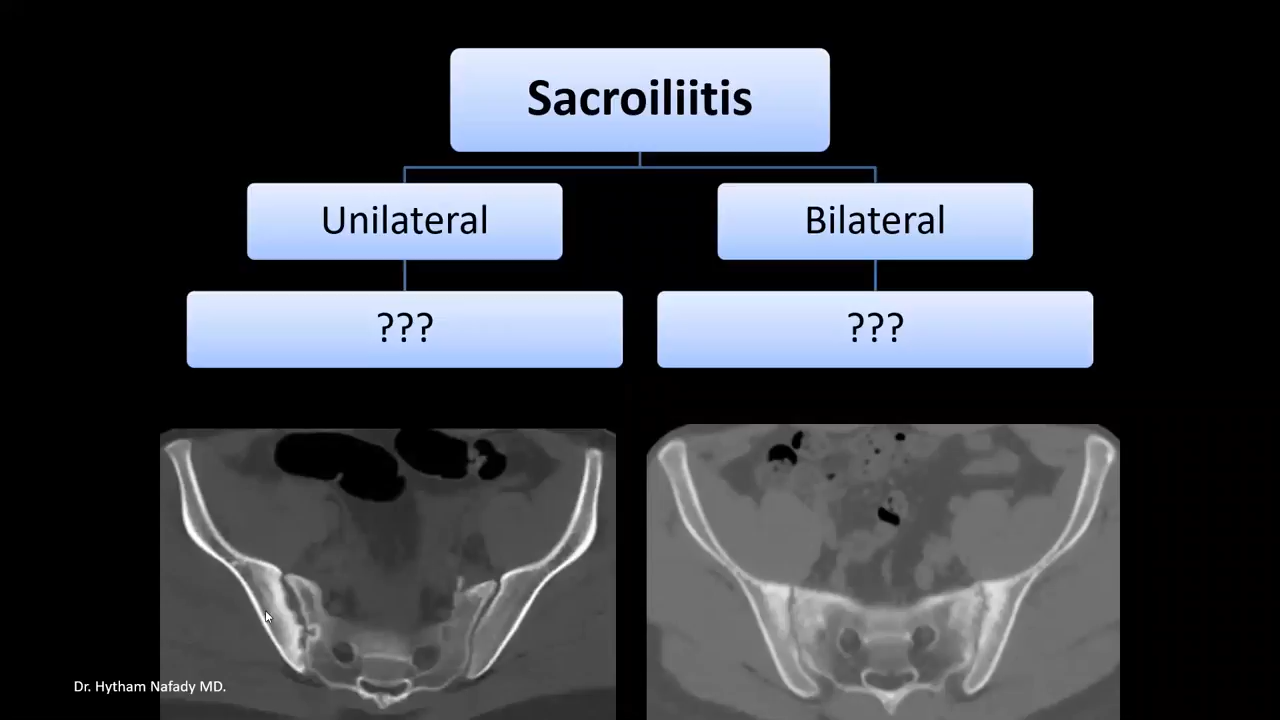 Sacroiliitis
Unilateral
Bilateral
???
???
Dr. Hytham Nafady MD.